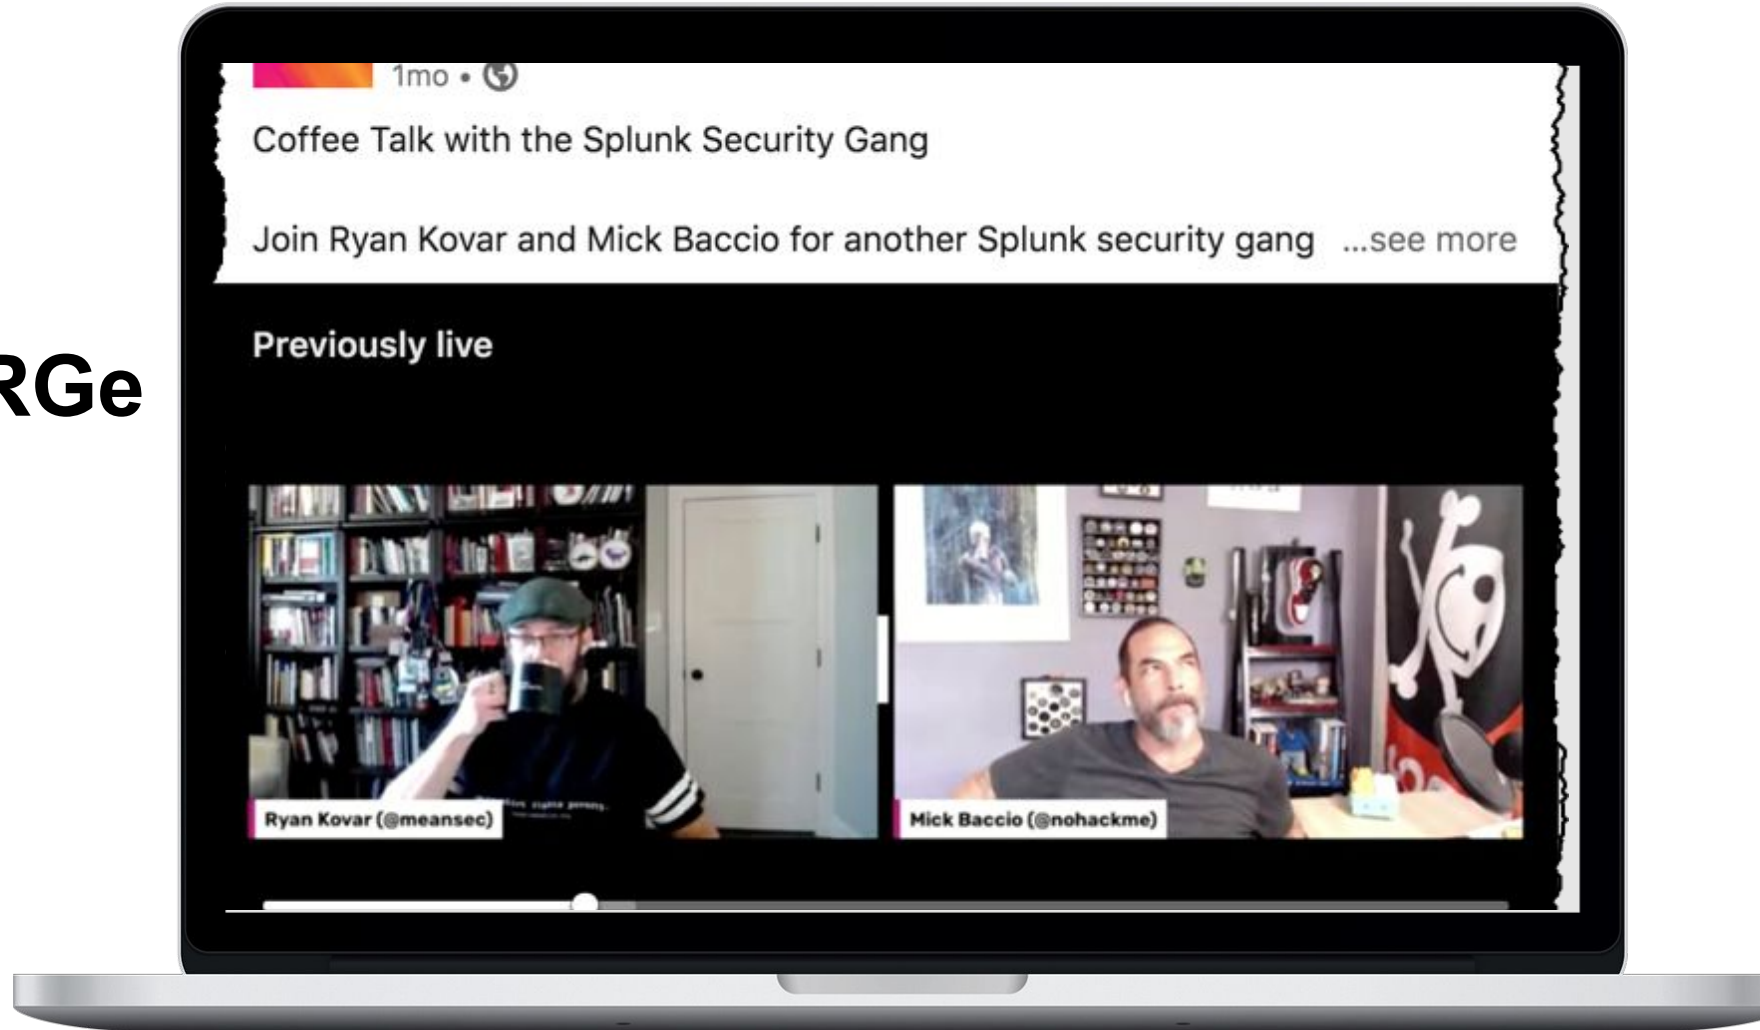 1mo •
Coffee Talk with the Splunk Security Gang
Join Ryan Kovar and Mick Baccio for another Splunk security gang ...see more
RGe
Previously live
Ryan Kovar (@meansec)
Mick Baccio (@nohackme)